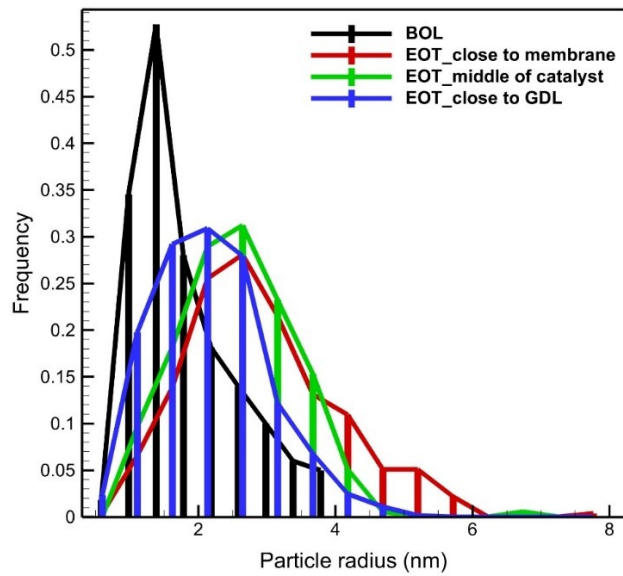 BOL
EOT_close to membrane
EOT_middle of catalyst
EOT_close to GDL
0.5
0.45
0.4
0.35
0.3
0.25
0.2
0.15
0.1
0.05
0
Frequency
2
4
6
8
Particle radius (nm)